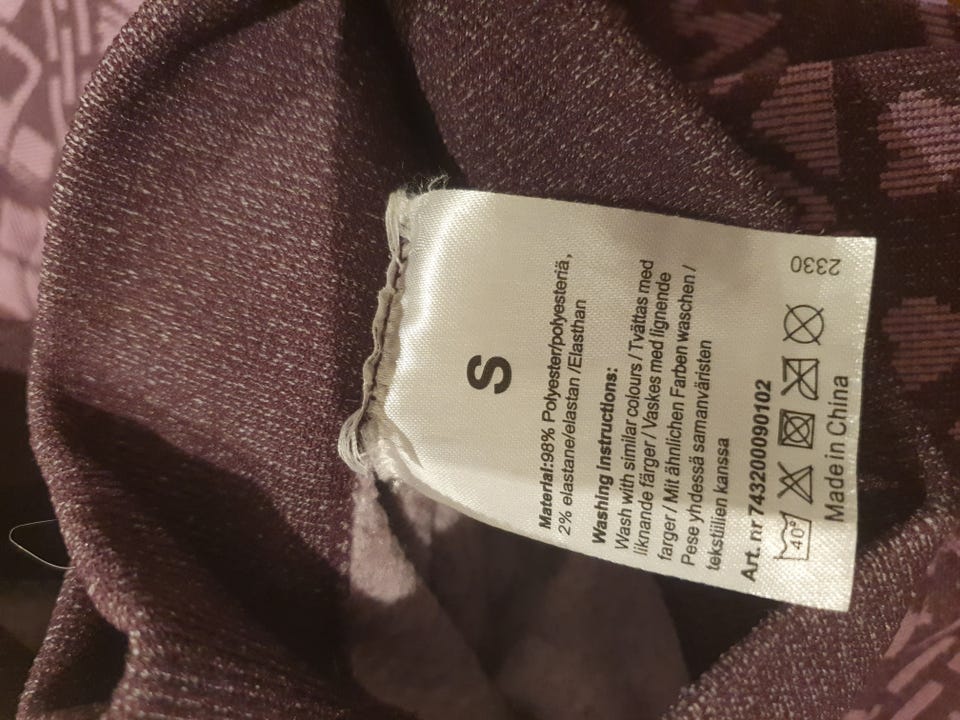 S
Material:98% Polyester/polyesteriä,
2% elastane/elastan /Elasthan
Washing Instructions:
Wash with similar colours / Tvättas med
liknande färger / Vaskes med lignende
farger / Mit ähnlichen Farben waschen /
Pese yhdessä samanväristen
tekstiilien kanssa
Art. nr 743200090102
40°
Made in China
2330